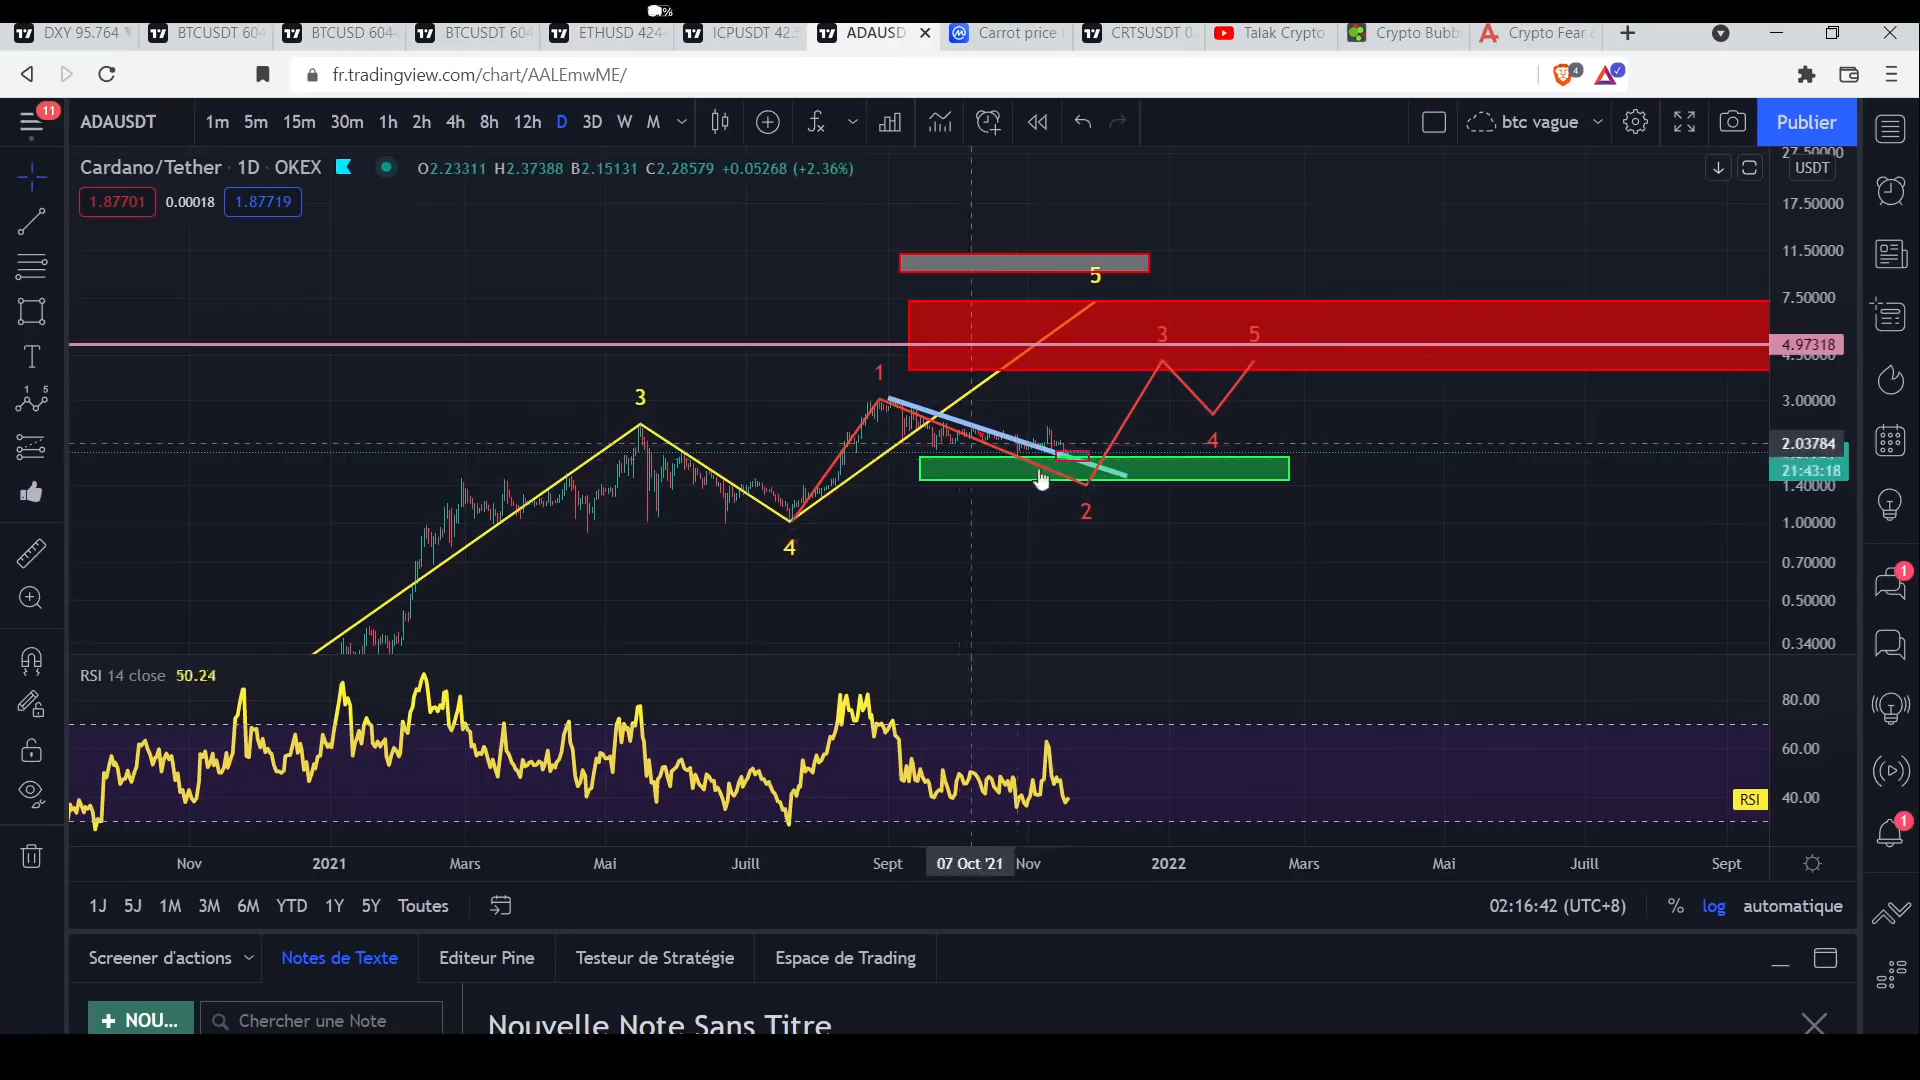 DXY 95.764
BTCUSDT 604
BTCUSD 604
BTCUSDT 604
ETHUSD 424
ICPUSDT 42.
ADAUSD
Carrot price
CRTSUSDT 0.
Talak Crypto
Crypto Bubb
Crypto Fear
fr.tradingview.com/chart/AALEmwME/
4
11
ADAUSDT
1m 5m 15m 30m 1h 2h 4h 8h 12h D 3D W M
btc vague
Publier
Cardano/Tether · 1D · OKEX
O2.23311 H2.37388 B2.15131 C2.28579 +0.05268 (+2.36%)
1.87701 0.00018 1.87719
USDT
27.50000
17.50000
11.50000
7.50000
4.97318
3.00000
2.03784
21:43:18
1.40000
1.00000
0.70000
0.50000
0.34000
5
3
5
1
3
4
2
4
1
1
RSI 14 close 50.24
80.00
60.00
RSI
40.00
Nov 2021 Mars Mai Juill Sept 07 Oct '21 Nov 2022 Mars Mai Juill Sept
1J 5J 1M 3M 6M YTD 1Y 5Y Toutes
02:16:42 (UTC+8) % log automatique
Screener d'actions Notes de Texte Editeur Pine Testeur de Stratégie Espace de Trading
+ NOU... Chercher une Note
Nouvelle Note Sans Titre